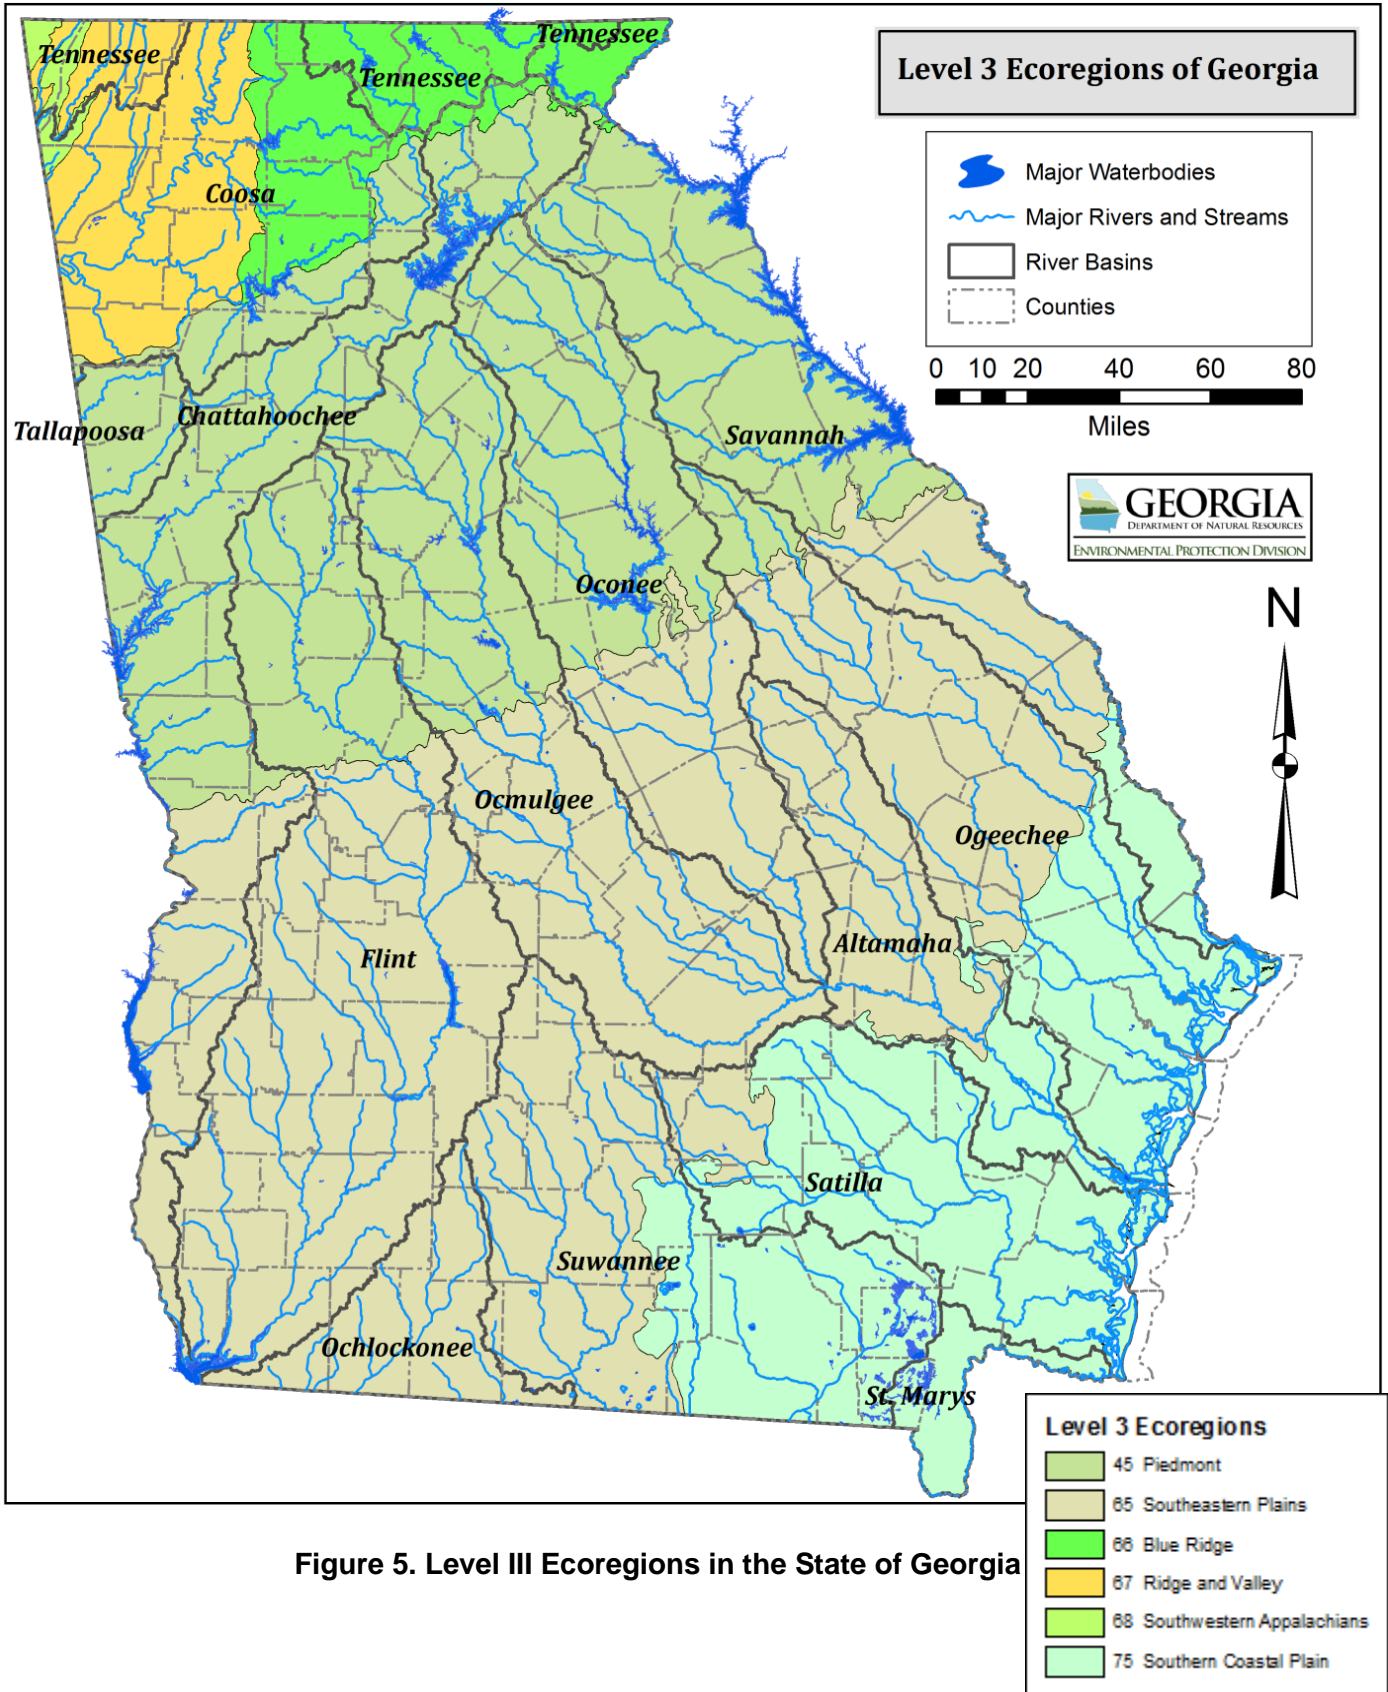 Level 3 Ecoregions of Georgia
Major Waterbodies
Major Rivers and Streams
River Basins
Counties
0 10 20 40 60 80
Miles
GEORGIA
DEPARTMENT OF NATURAL RESOURCES
ENVIRONMENTAL PROTECTION DIVISION
N
Tennessee
Tennessee
Tennessee
Coosa
Tallapoosa
Chattahoochee
Savannah
Oconee
Ocmulgee
Ogeechee
Flint
Altamaha
Satilla
Suwannee
Ochlockonee
St. Marys
Level 3 Ecoregions
45 Piedmont
65 Southeastern Plains
66 Blue Ridge
67 Ridge and Valley
68 Southwestern Appalachians
75 Southern Coastal Plain
Figure 5. Level III Ecoregions in the State of Georgia